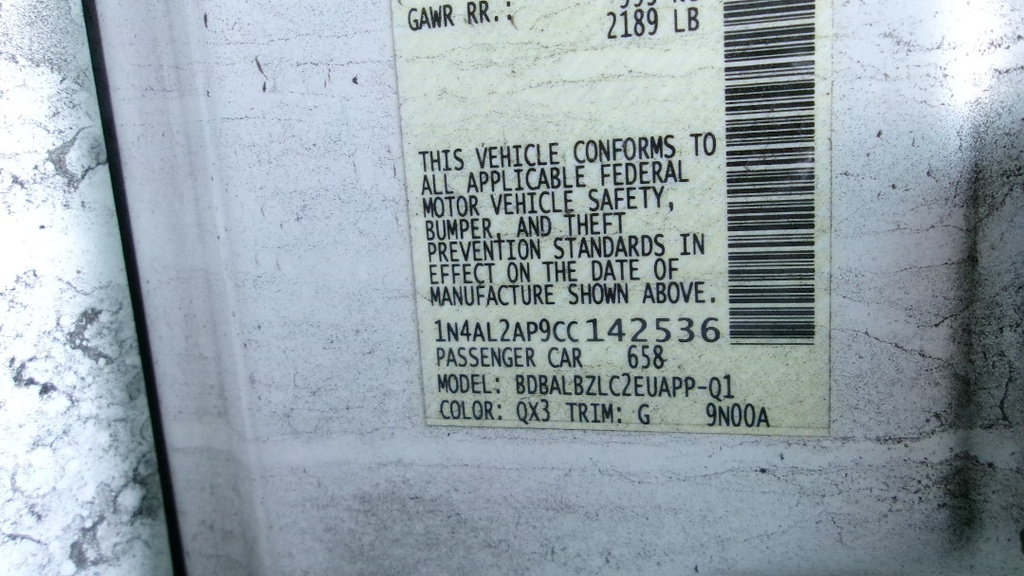 GAWR RR.:
2189 LB
THIS VEHICLE CONFORMS TO
ALL APPLICABLE FEDERAL
MOTOR VEHICLE SAFETY,
BUMPER, AND THEFT
PREVENTION STANDARDS IN
EFFECT ON THE DATE OF
MANUFACTURE SHOWN ABOVE.
1N4AL2AP9CC142536
PASSENGER CAR 658
MODEL: BDBALBZLC2EUAPP-Q1
COLOR: QX3 TRIM: G 9N00A